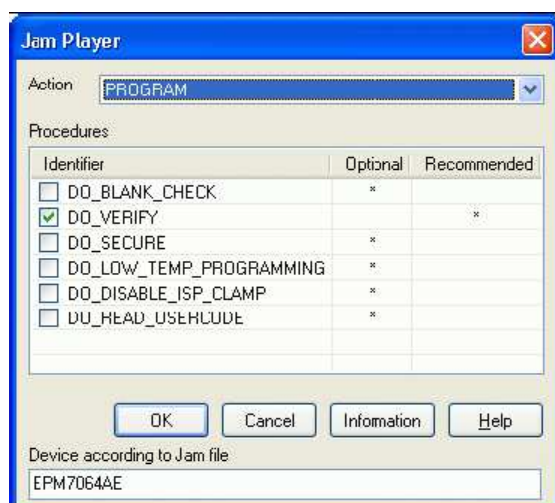 Jam Player
Action PROGRAM
Procedures
Identifier Optional Recommended
DO_BLANK_CHECK *
DO_VERIFY *
DO_SECURE *
DO_LOW_TEMP_PROGRAMMING *
DO_DISABLE_ISP_CLAMP *
DO_READ_USERCODE *
OK Cancel Information Help
Device according to Jam file
EPM7064AE